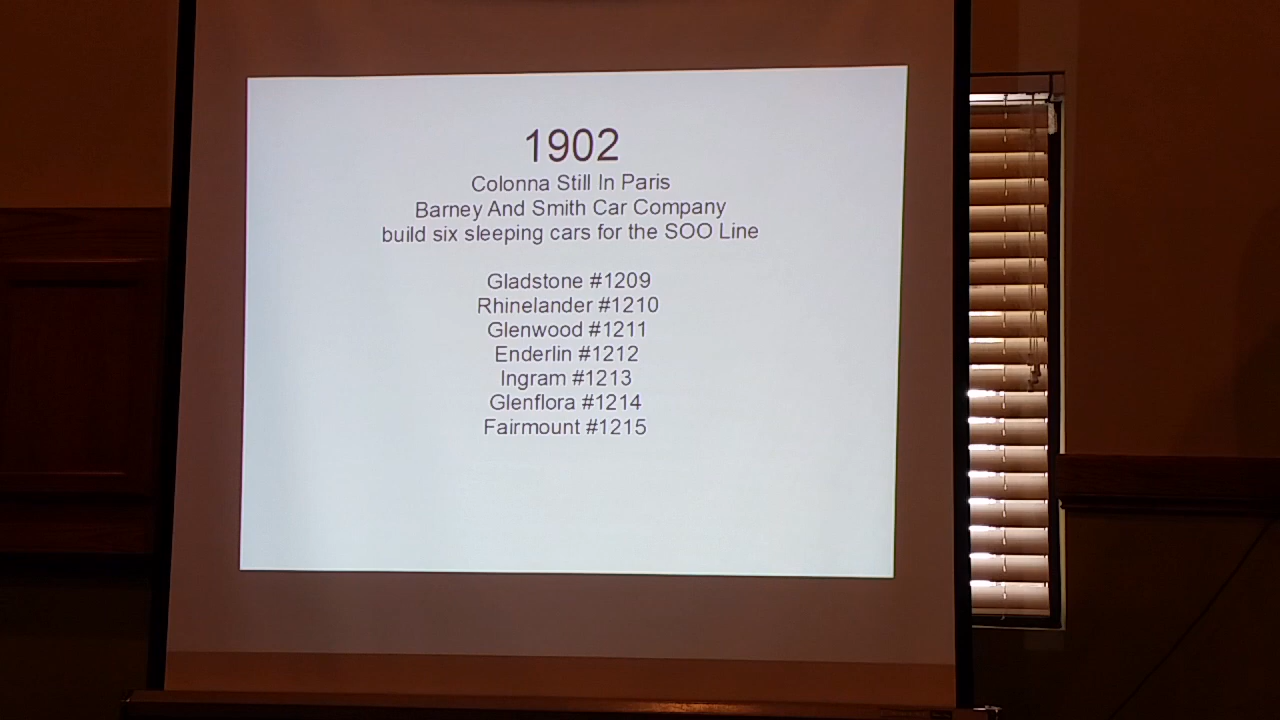 1902
Colonna Still In Paris
Barney And Smith Car Company
build six sleeping cars for the SOO Line
Gladstone #1209
Rhinelander #1210
Glenwood #1211
Enderlin #1212
Ingram #1213
Glenflora #1214
Fairmount #1215